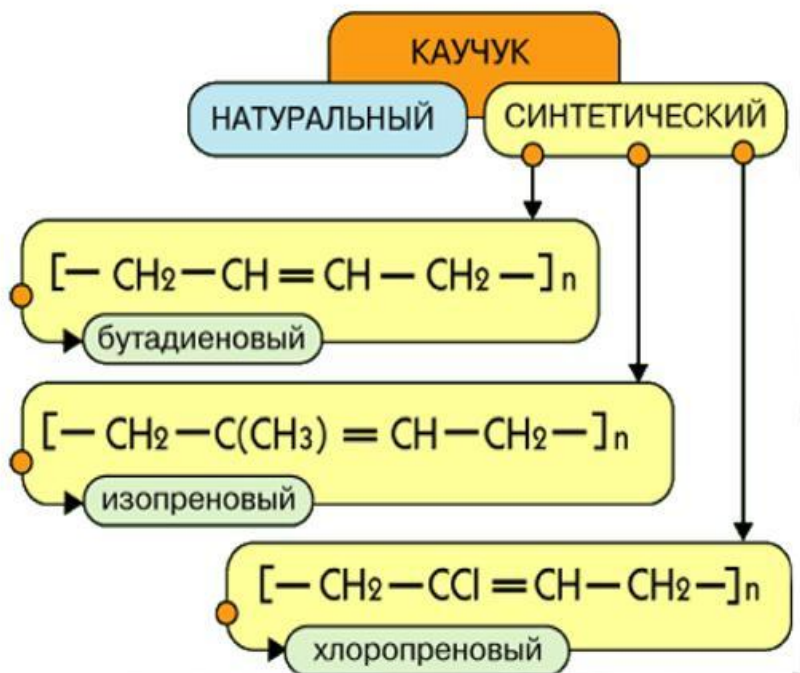 КАУЧУК
НАТУРАЛЬНЫЙ
СИНТЕТИЧЕСКИЙ
[— CH2—CH=CH — CH2 —]n
бутадиеновый
[— CH2 —C(CH3) = CH —CH2—]n
изопреновый
[— CH2—CCl=CH—CH2—]n
хлоропреновый